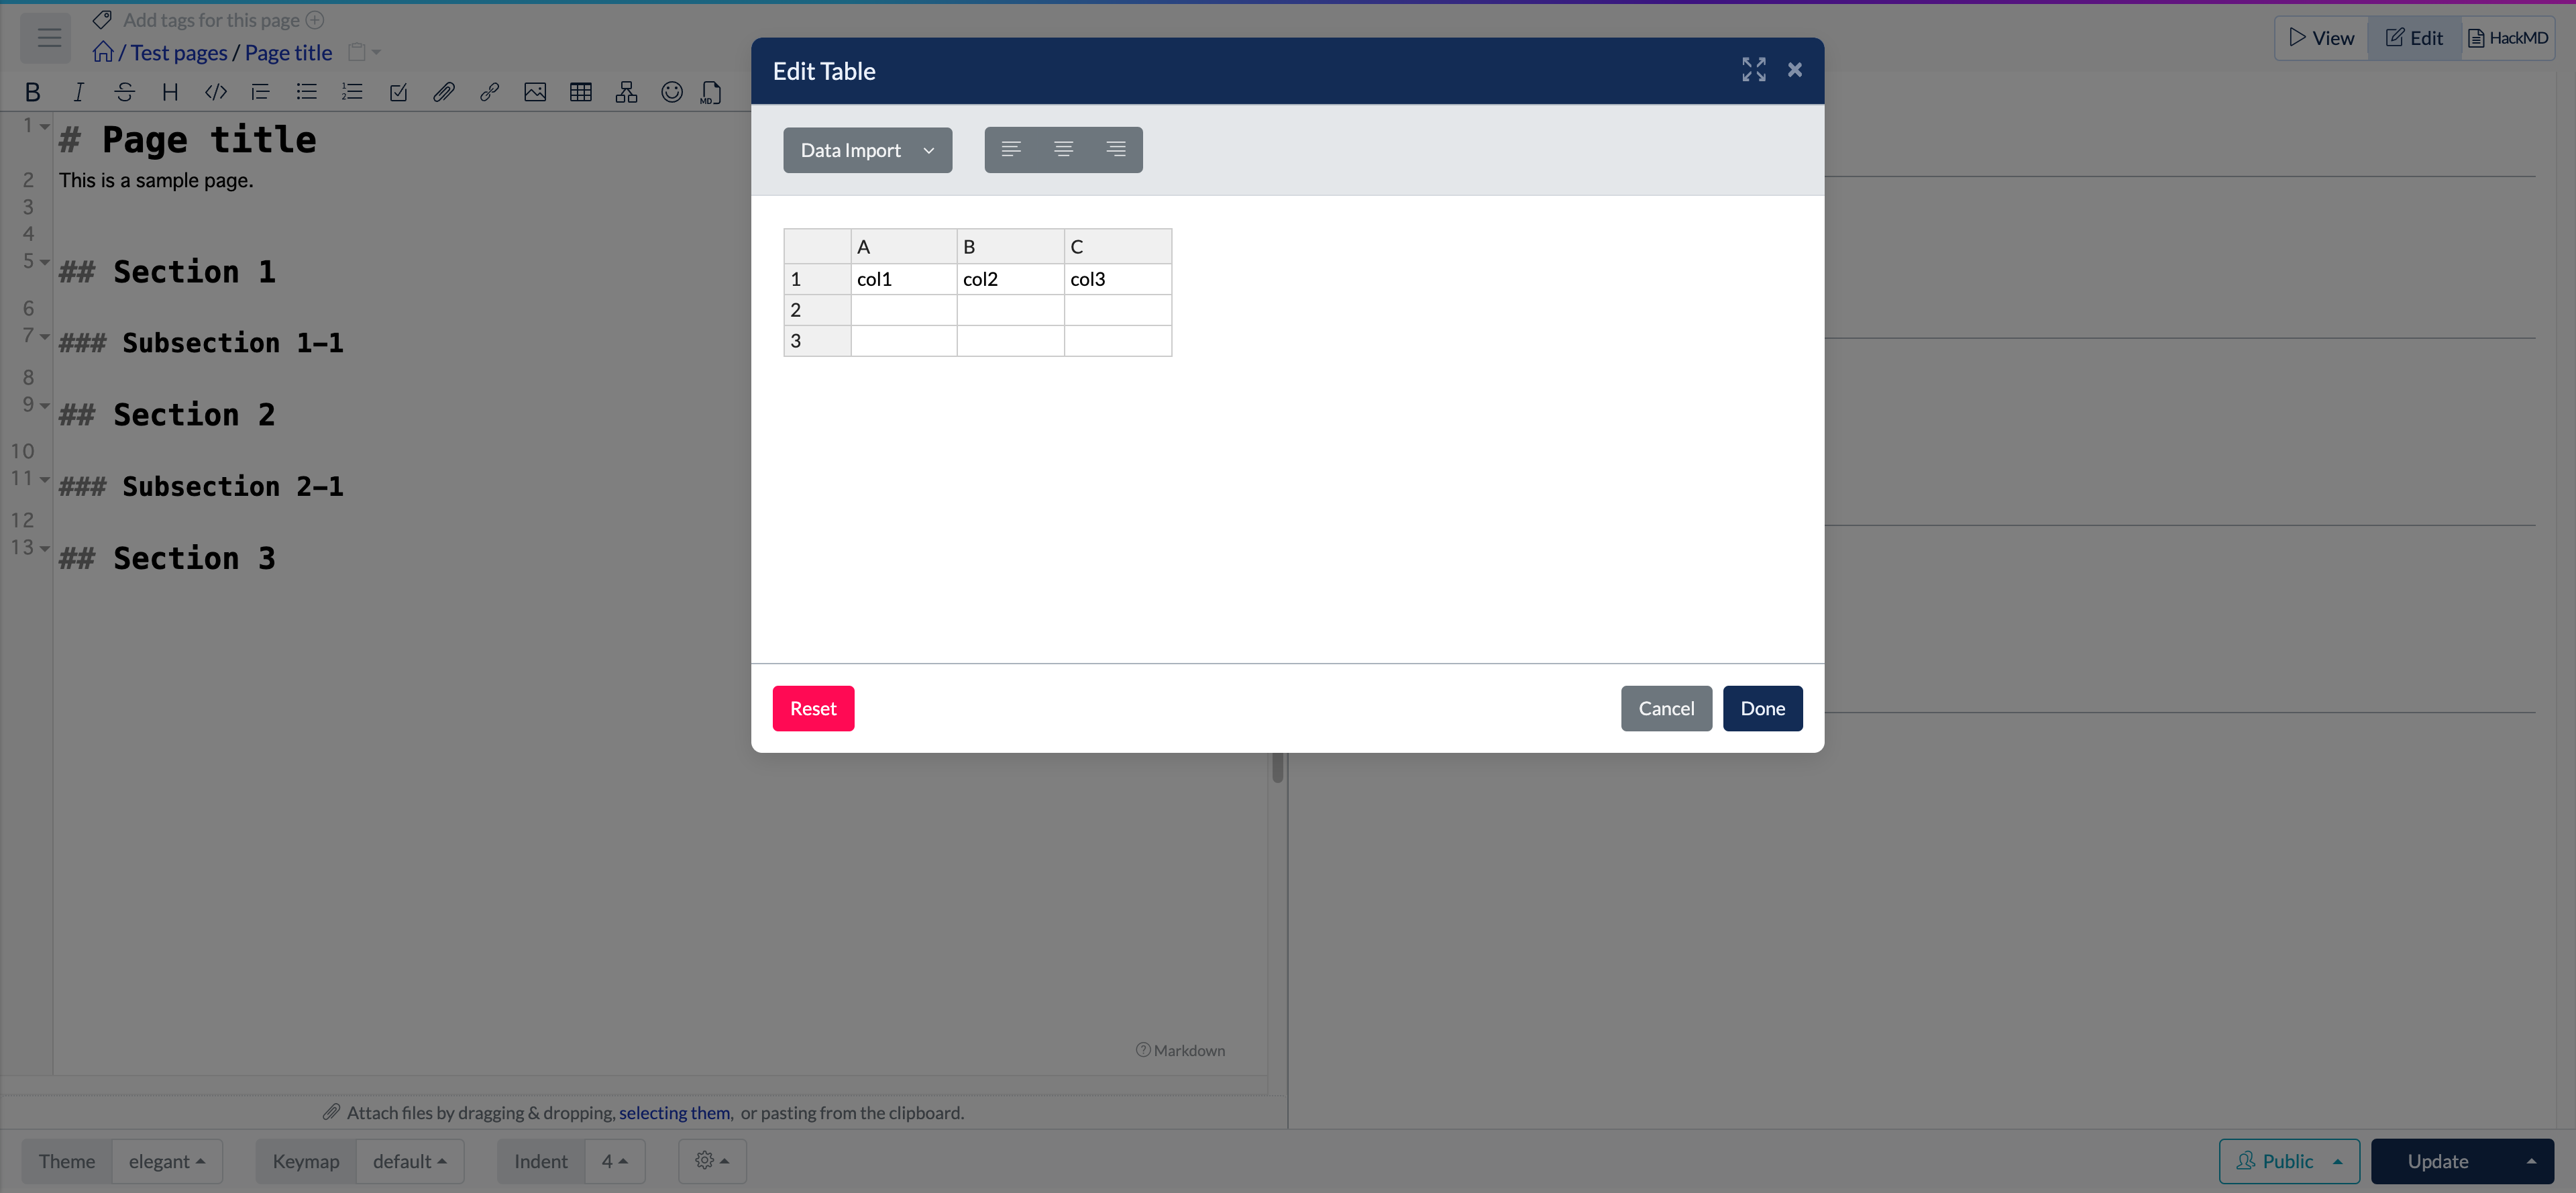 Add tags for this page
/ Test pages / Page title
View
Edit
HackMD
B I S H </> MD
1 # Page title
2 This is a sample page.
3
4
5 ## Section 1
6
7 ### Subsection 1-1
8
9 ## Section 2
10
11 ### Subsection 2-1
12
13 ## Section 3
Edit Table
Data Import
A B C
1 col1 col2 col3
2
3
Reset
Cancel
Done
Markdown
Attach files by dragging & dropping, selecting them, or pasting from the clipboard.
Theme elegant
Keymap default
Indent 4
Public
Update